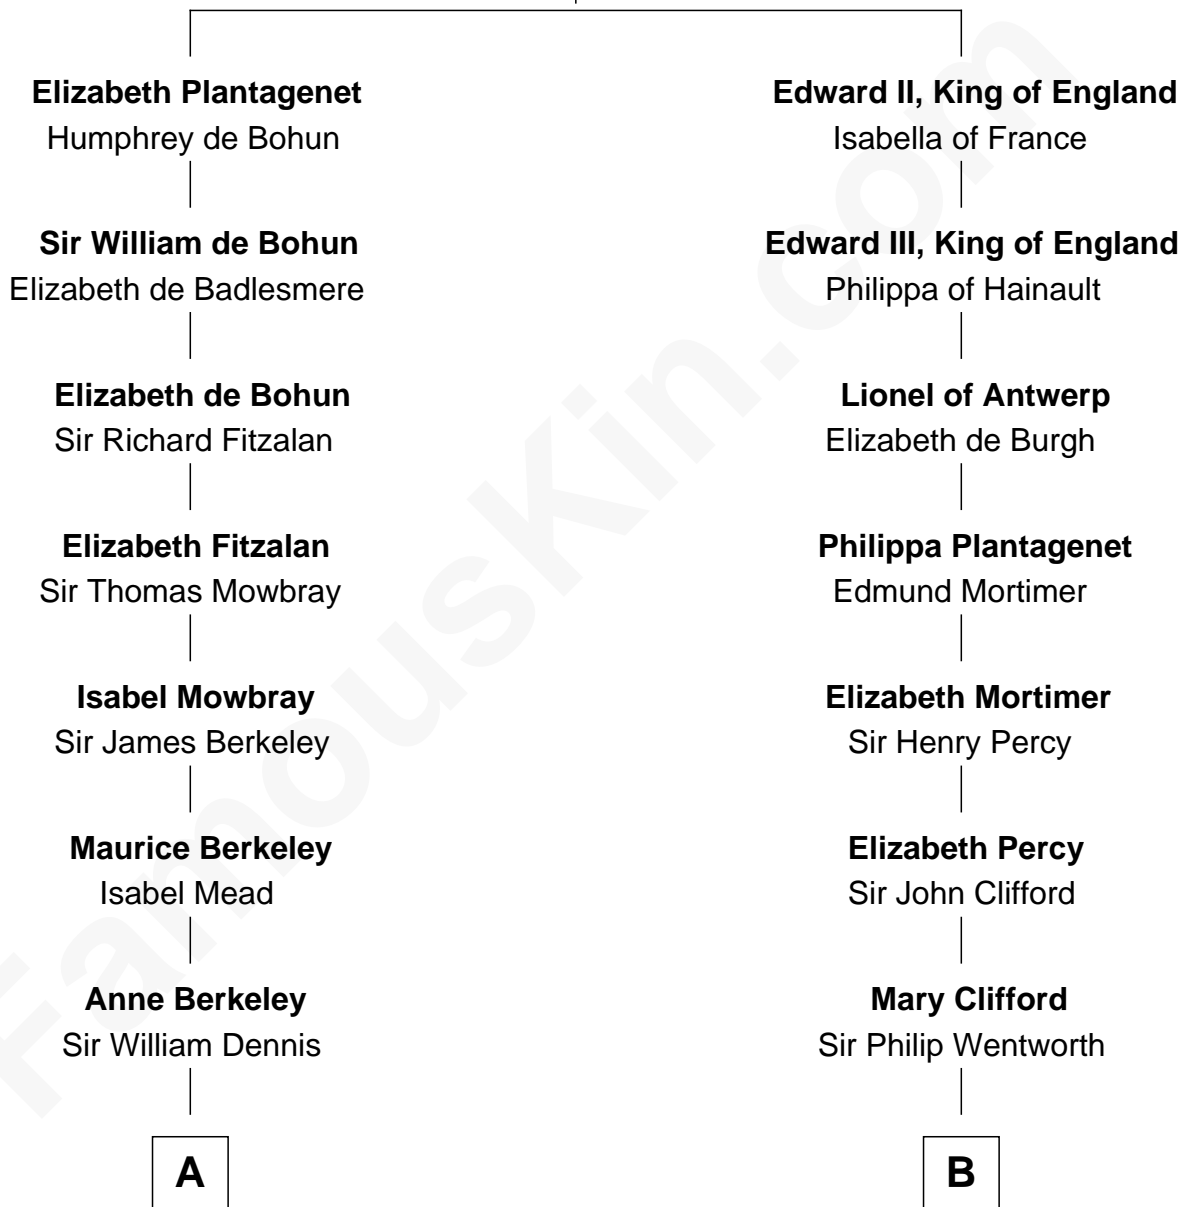 Elizabeth Plantagenet
Humphrey de Bohun
Sir William de Bohun
Elizabeth de Badlesmere
Elizabeth de Bohun
Sir Richard Fitzalan
Elizabeth Fitzalan
Sir Thomas Mowbray
Isabel Mowbray
Sir James Berkeley
Maurice Berkeley
Isabel Mead
Anne Berkeley
Sir William Dennis
A
Edward II, King of England
Isabella of France
Edward III, King of England
Philippa of Hainault
Lionel of Antwerp
Elizabeth de Burgh
Philippa Plantagenet
Edmund Mortimer
Elizabeth Mortimer
Sir Henry Percy
Elizabeth Percy
Sir John Clifford
Mary Clifford
Sir Philip Wentworth
B
FamousKin.com